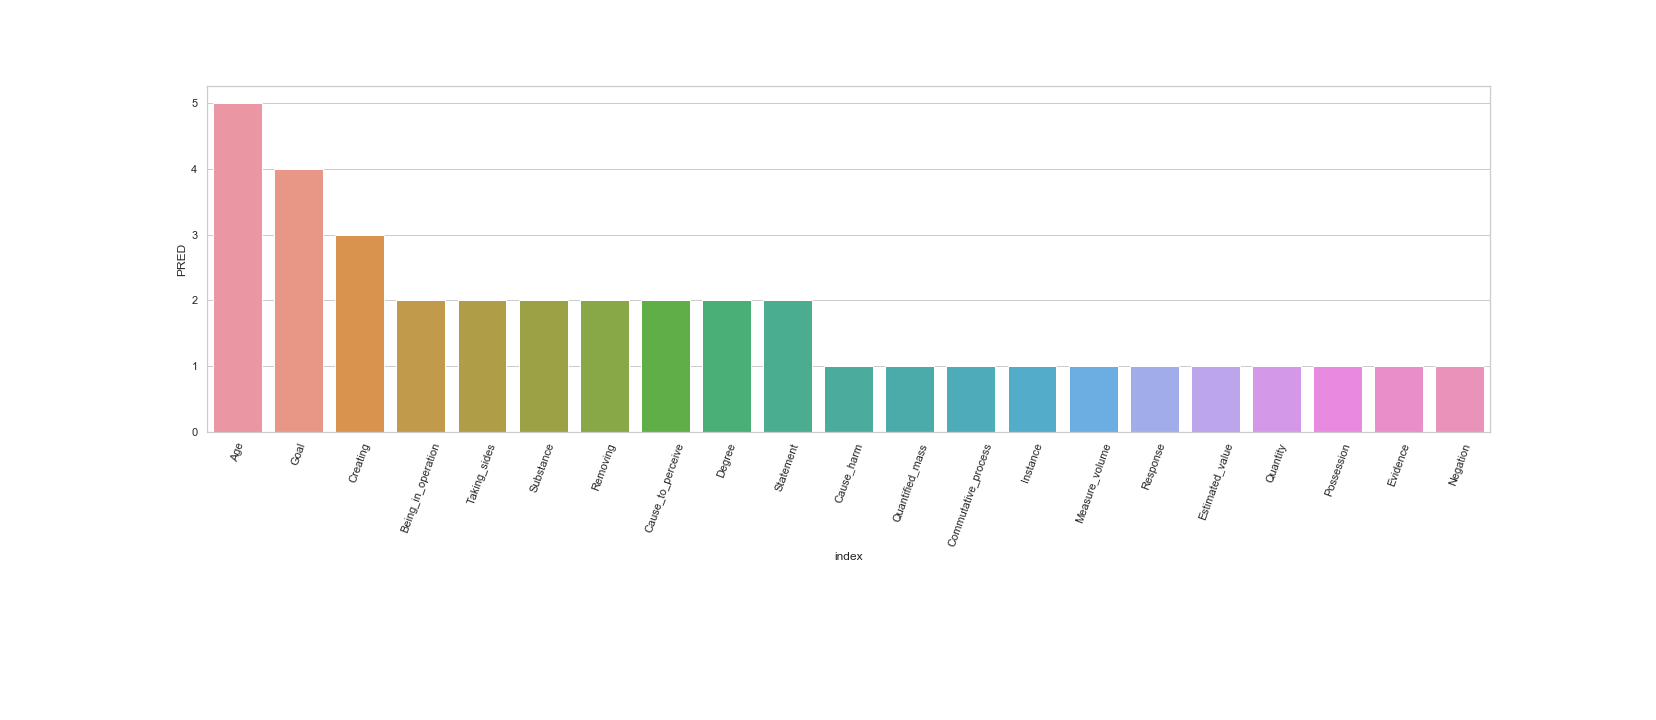 5
4
3
2
1
0
PRED
Age
Goal
Creating
Being_in_operation
Taking_sides
Substance
Removing
Cause_to_perceive
Degree
Statement
Cause_harm
Quantified_mass
Commutative_process
Instance
Measure_volume
Response
Estimated_value
Quantity
Possession
Evidence
Negation
index